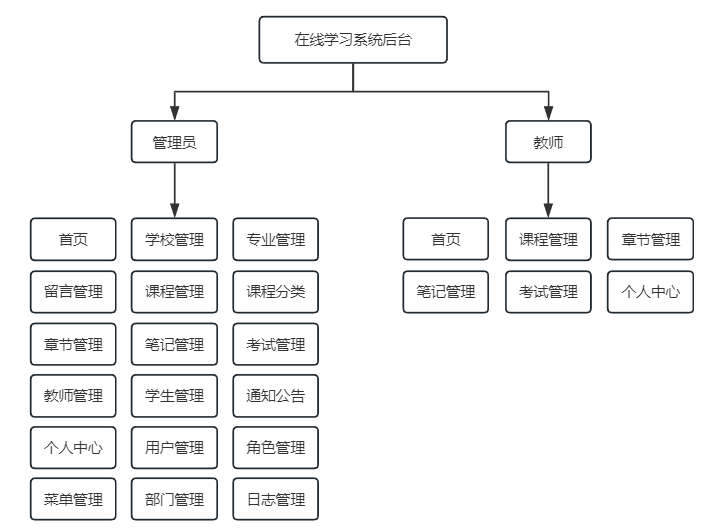 在线学习系统后台
管理员
教师
首页
学校管理
专业管理
留言管理
课程管理
课程分类
章节管理
笔记管理
考试管理
教师管理
学生管理
通知公告
个人中心
用户管理
角色管理
菜单管理
部门管理
日志管理
首页
课程管理
章节管理
笔记管理
考试管理
个人中心